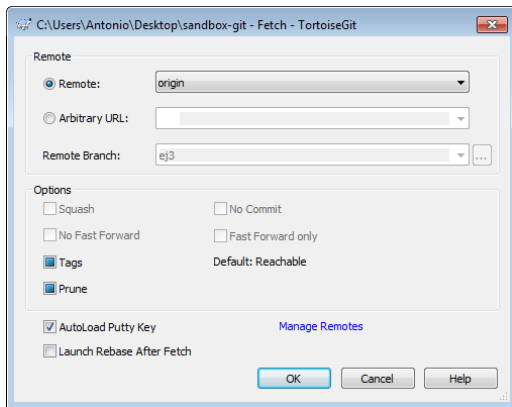 C:\Users\Antonio\Desktop\sandbox-git - Fetch - TortoiseGit
Remote
Remote: origin
Arbitrary URL:
Remote Branch: ej3 ...
Options
Squash No Commit
No Fast Forward Fast Forward only
Tags Default: Reachable
Prune
AutoLoad Putty Key Manage Remotes
Launch Rebase After Fetch
OK Cancel Help